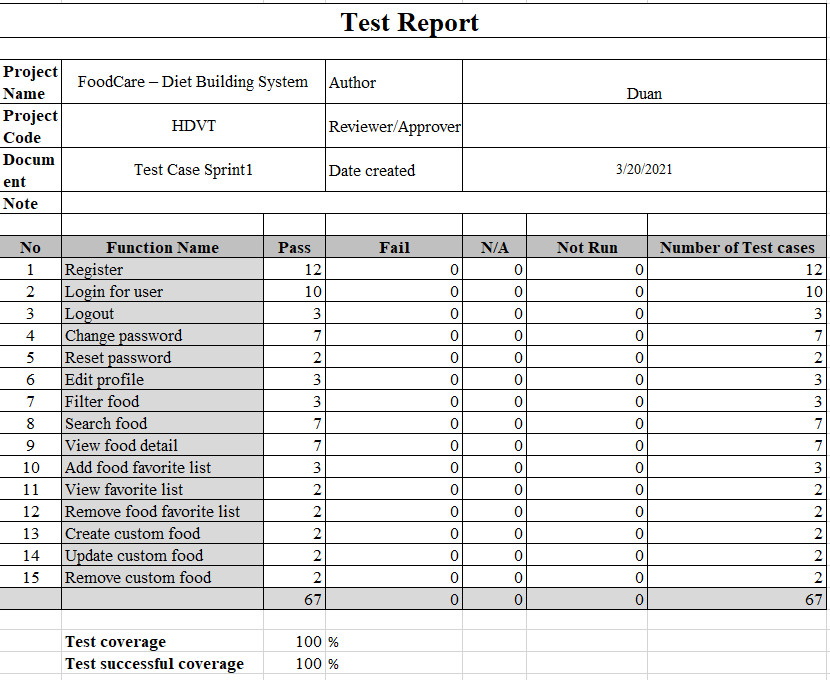 Test Report
Project Name FoodCare – Diet Building System Author Duan
Project Code HDVT Reviewer/Approver
Docum ent Test Case Sprint1 Date created 3/20/2021
Note
No Function Name Pass Fail N/A Not Run Number of Test cases
1 Register 12 0 0 0 12
2 Login for user 10 0 0 0 10
3 Logout 3 0 0 0 3
4 Change password 7 0 0 0 7
5 Reset password 2 0 0 0 2
6 Edit profile 3 0 0 0 3
7 Filter food 3 0 0 0 3
8 Search food 7 0 0 0 7
9 View food detail 7 0 0 0 7
10 Add food favorite list 3 0 0 0 3
11 View favorite list 2 0 0 0 2
12 Remove food favorite list 2 0 0 0 2
13 Create custom food 2 0 0 0 2
14 Update custom food 2 0 0 0 2
15 Remove custom food 2 0 0 0 2
67 0 0 0 67
Test coverage 100 %
Test successful coverage 100 %